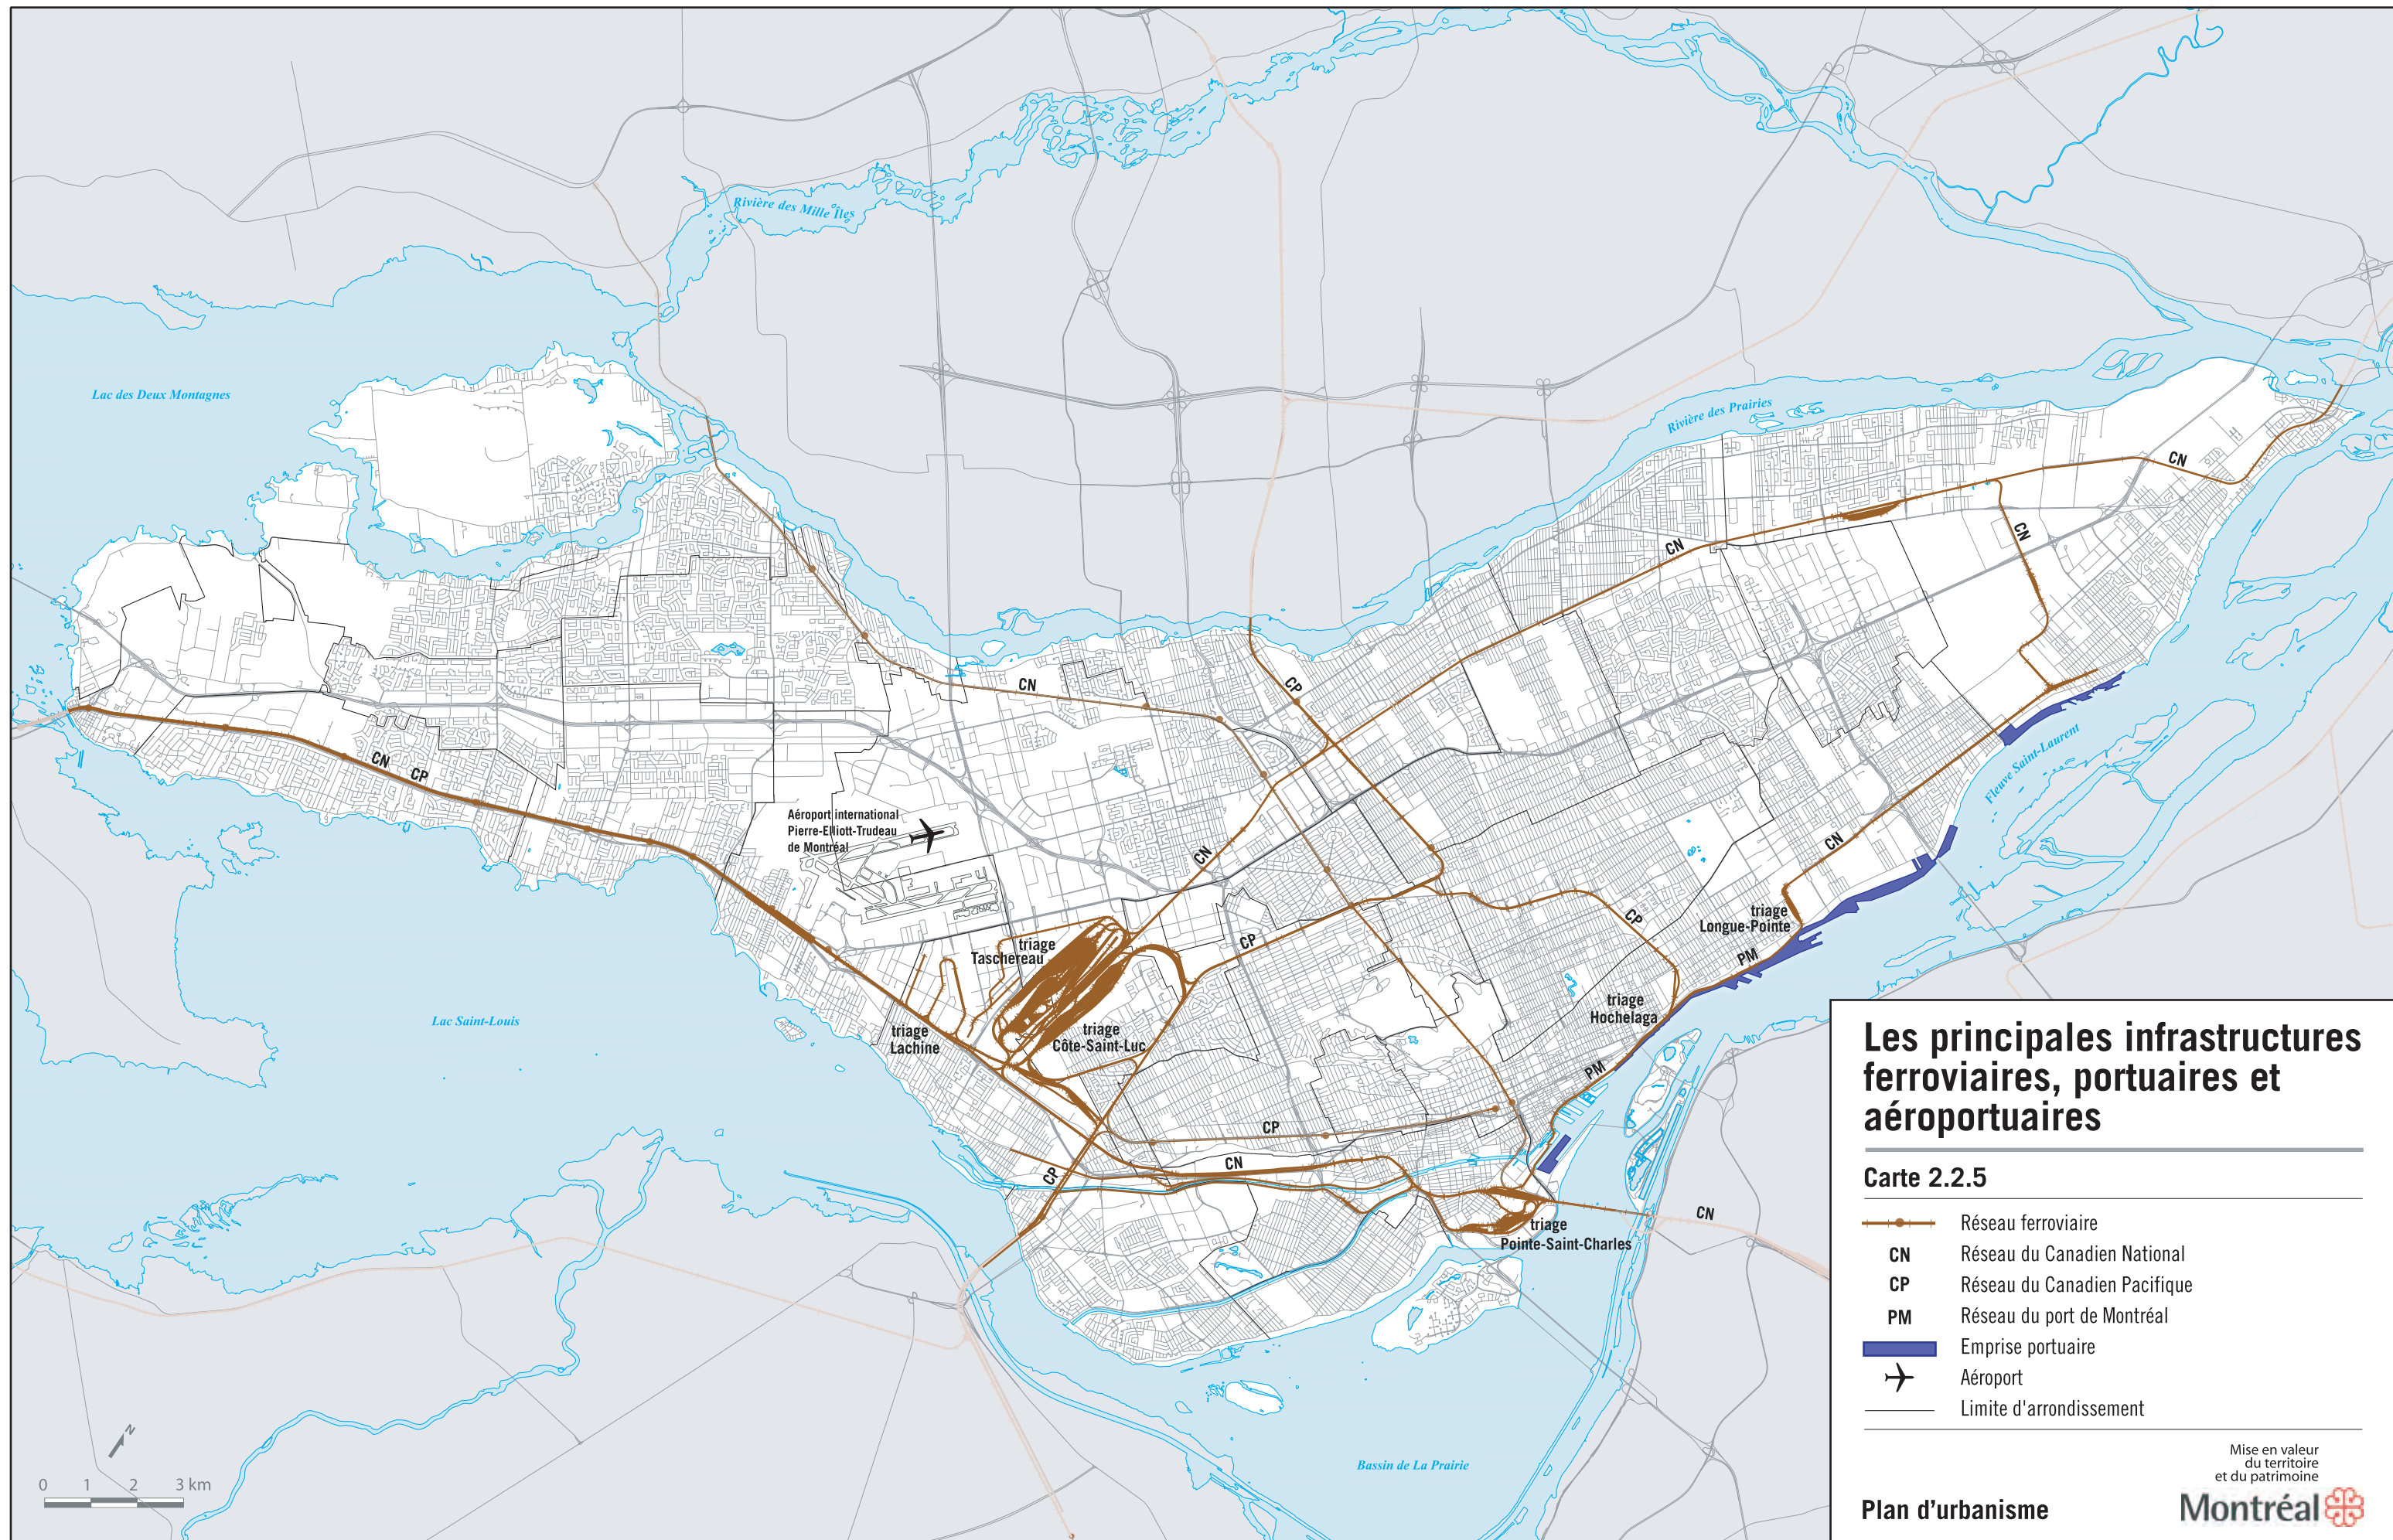 Rivière des Mille Îles
Lac des Deux Montagnes
Rivière des Prairies
CN
CN
CN
CN
CP
CN
CP
Fleuve Saint-Laurent
Aéroport international
Pierre-Elliott-Trudeau
de Montréal
CN
CN
CP
triage
Longue-Pointe
CP
triage
Taschereau
PM
triage
Hochelaga
Lac Saint-Louis
triage
Lachine
triage
Côte-Saint-Luc
PM
CP
CN
CP
CN
triage
Pointe-Saint-Charles
Bassin de La Prairie
N
0 1 2 3 km
Les principales infrastructures
ferroviaires, portuaires et
aéroportuaires
Carte 2.2.5
Réseau ferroviaire
CN Réseau du Canadien National
CP Réseau du Canadien Pacifique
PM Réseau du port de Montréal
Emprise portuaire
Aéroport
Limite d'arrondissement
Mise en valeur
du territoire
et du patrimoine
Plan d'urbanisme
Montréal